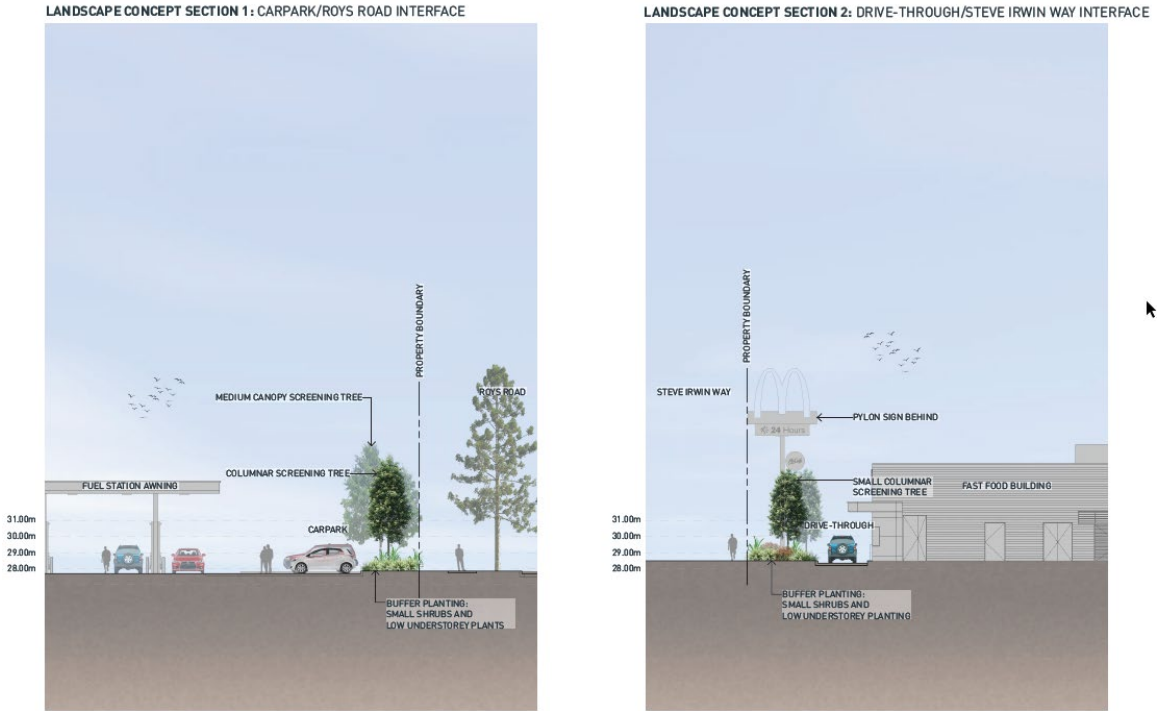 LANDSCAPE CONCEPT SECTION 1: CARPARK/ROYS ROAD INTERFACE
PROPERTY BOUNDARY
MEDIUM CANOPY SCREENING TREE
ROYS ROAD
COLUMNAR SCREENING TREE
FUEL STATION AWNING
CARPARK
31.00m
30.00m
29.00m
28.00m
BUFFER PLANTING:
SMALL SHRUBS AND
LOW UNDERSTOREY PLANTS
LANDSCAPE CONCEPT SECTION 2: DRIVE-THROUGH/STEVE IRWIN WAY INTERFACE
PROPERTY BOUNDARY
STEVE IRWIN WAY
PYLON SIGN BEHIND
24 Hours
SMALL COLUMNAR
SCREENING TREE
FAST FOOD BUILDING
DRIVE-THROUGH
31.00m
30.00m
29.00m
28.00m
BUFFER PLANTING:
SMALL SHRUBS AND
LOW UNDERSTOREY PLANTING